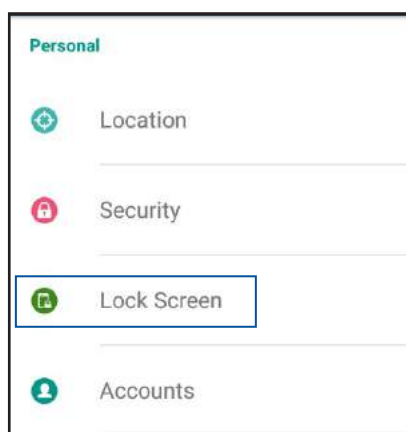 Personal
Location
Security
Lock Screen
Accounts